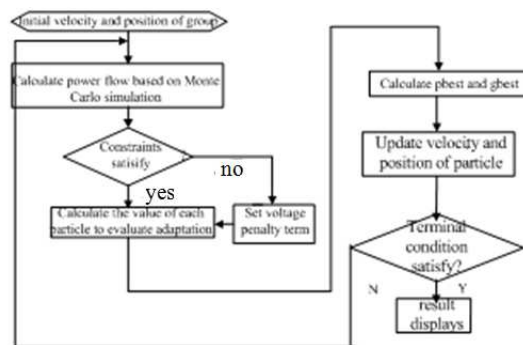 Initial velocity and position of group
Calculate power flow based on Monte
Carlo simulation
Constraints
satisify
no
yes
Calculate the value of each
particle to evaluate adaptation
Set voltage
penalty term
Calculate pbest and gbest
Update velocity and
position of particle
Terminal
condition
satisfy?
N
Y
result
displays